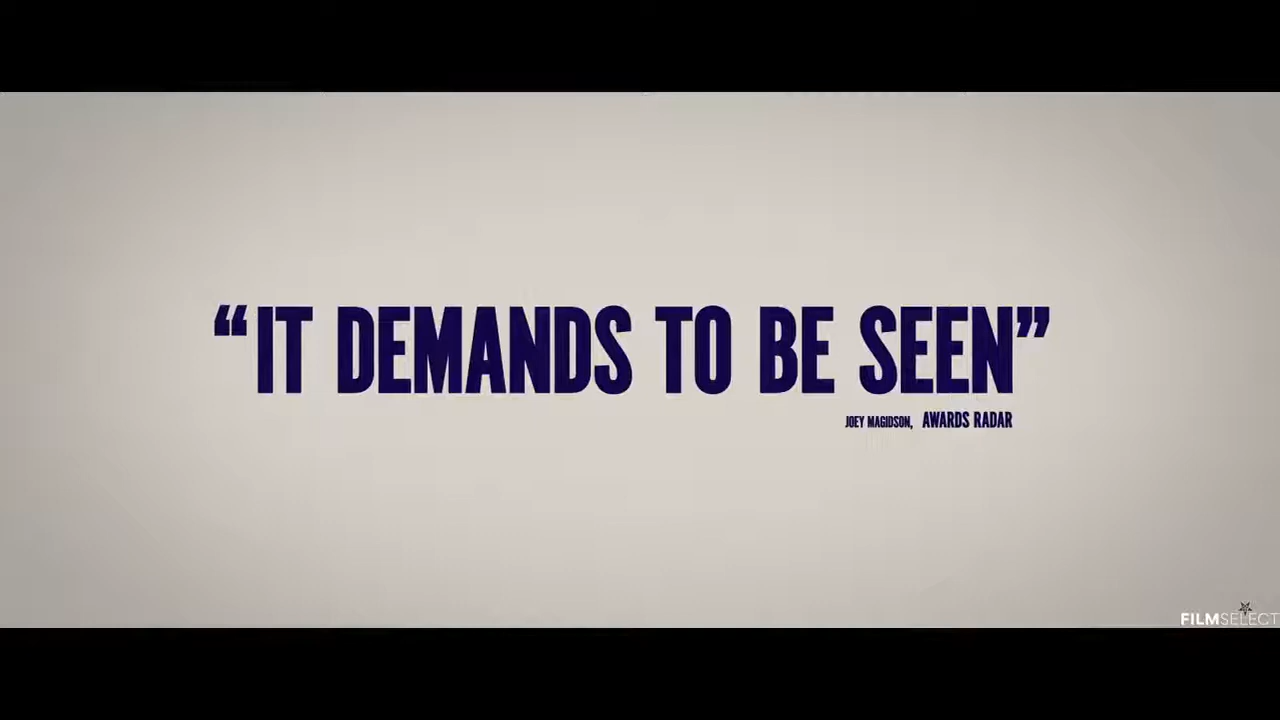 “IT DEMANDS TO BE SEEN”
JOEY MAGIDSON, AWARDS RADAR
FILMSELECT